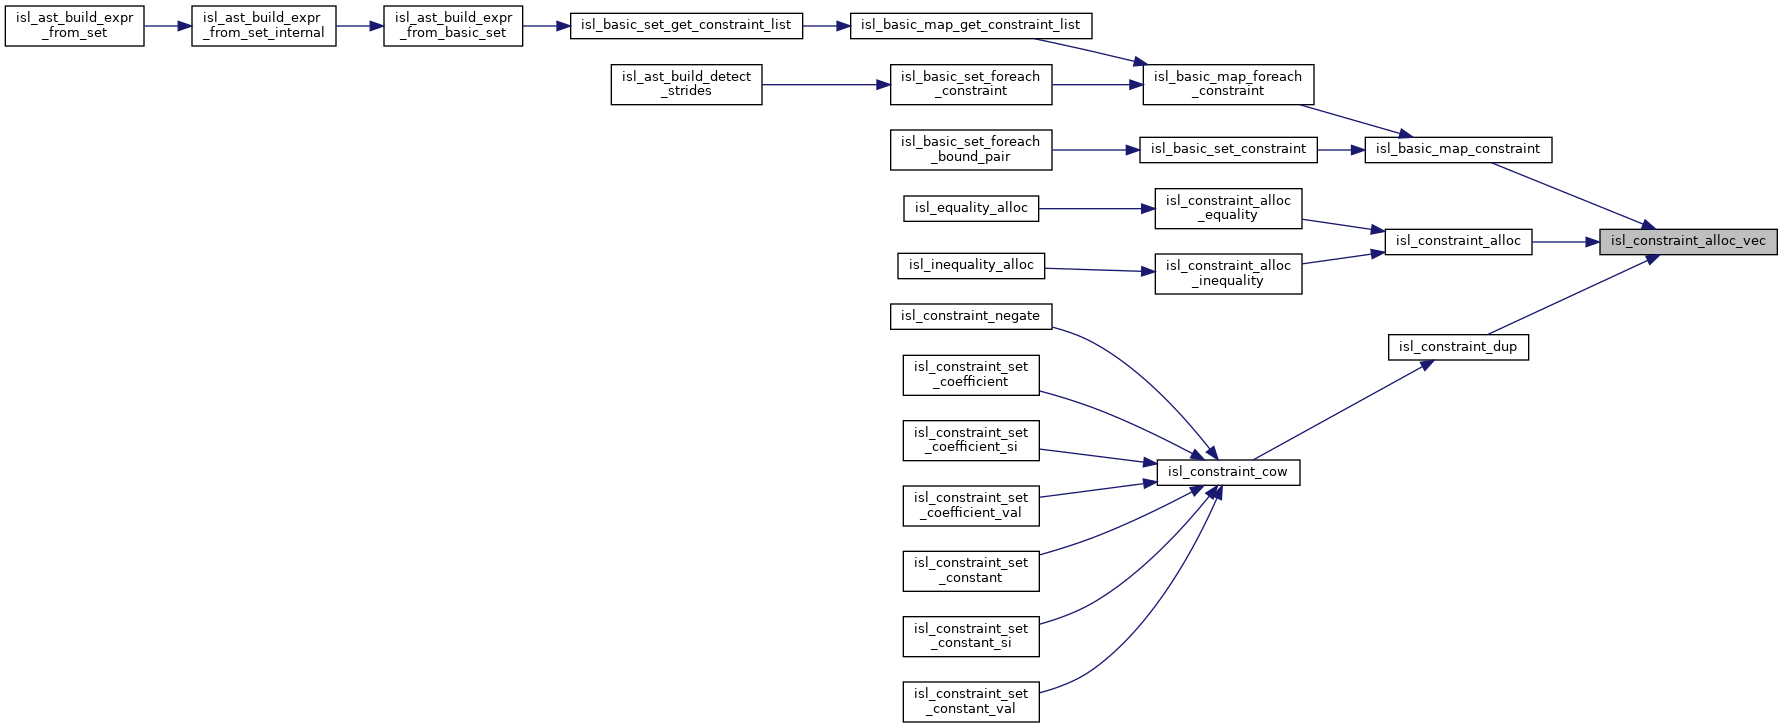 isl_ast_build_expr
_from_set
isl_ast_build_expr
_from_set_internal
isl_ast_build_expr
_from_basic_set
isl_basic_set_get_constraint_list
isl_basic_map_get_constraint_list
isl_ast_build_detect
_strides
isl_basic_set_foreach
_constraint
isl_basic_map_foreach
_constraint
isl_basic_set_foreach
_bound_pair
isl_basic_set_constraint
isl_basic_map_constraint
isl_equality_alloc
isl_constraint_alloc
_equality
isl_constraint_alloc
isl_constraint_alloc_vec
isl_inequality_alloc
isl_constraint_alloc
_inequality
isl_constraint_negate
isl_constraint_dup
isl_constraint_set
_coefficient
isl_constraint_set
_coefficient_si
isl_constraint_cow
isl_constraint_set
_coefficient_val
isl_constraint_set
_constant
isl_constraint_set
_constant_si
isl_constraint_set
_constant_val